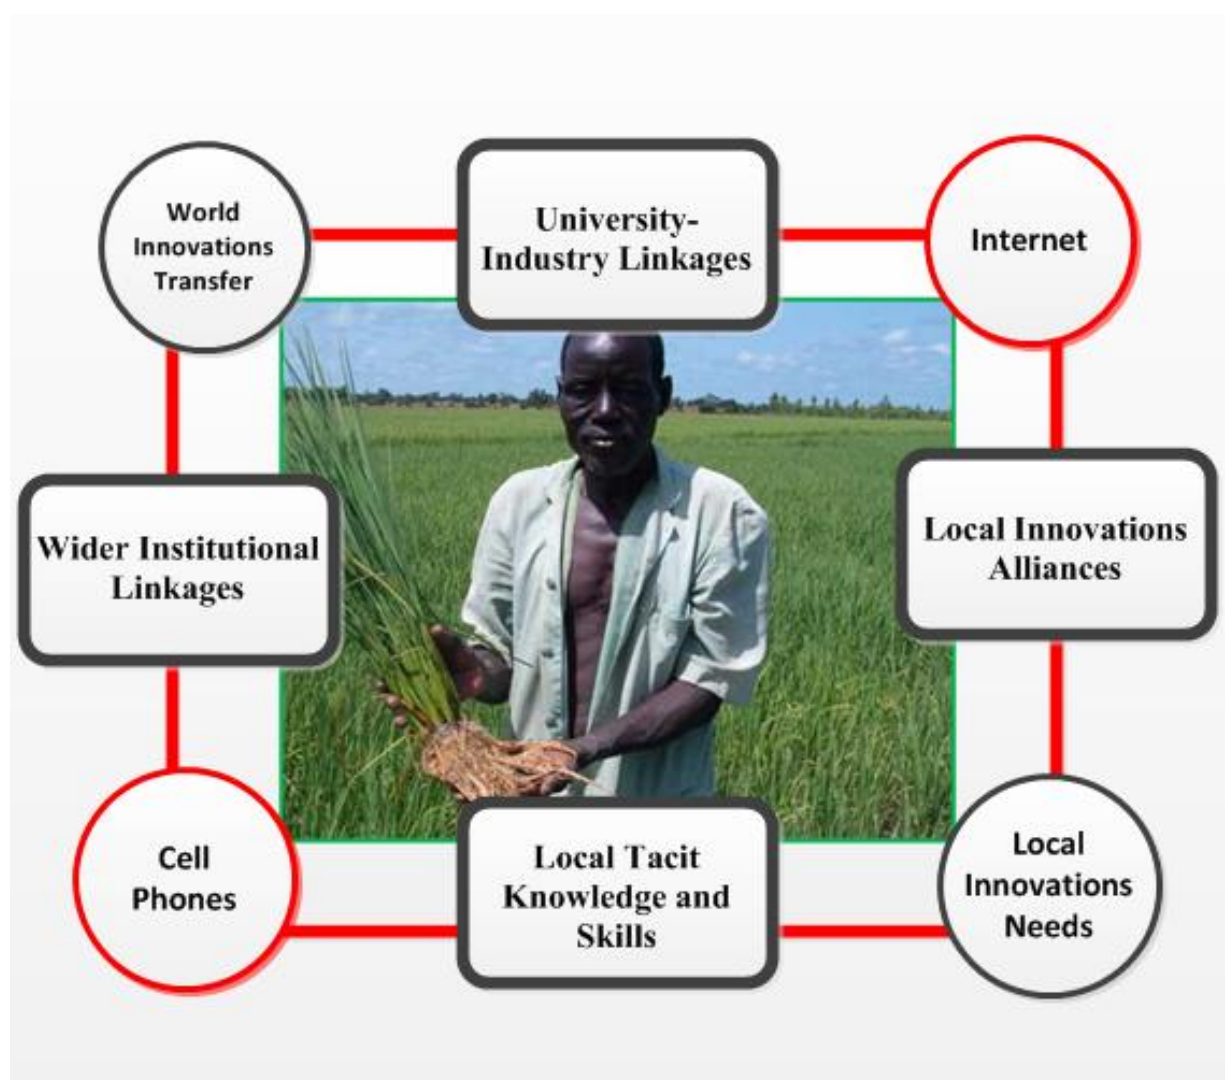 World
Innovations
Transfer
University-
Industry Linkages
Internet
Wider Institutional
Linkages
Local Innovations
Alliances
Cell
Phones
Local Tacit
Knowledge and
Skills
Local
Innovations
Needs